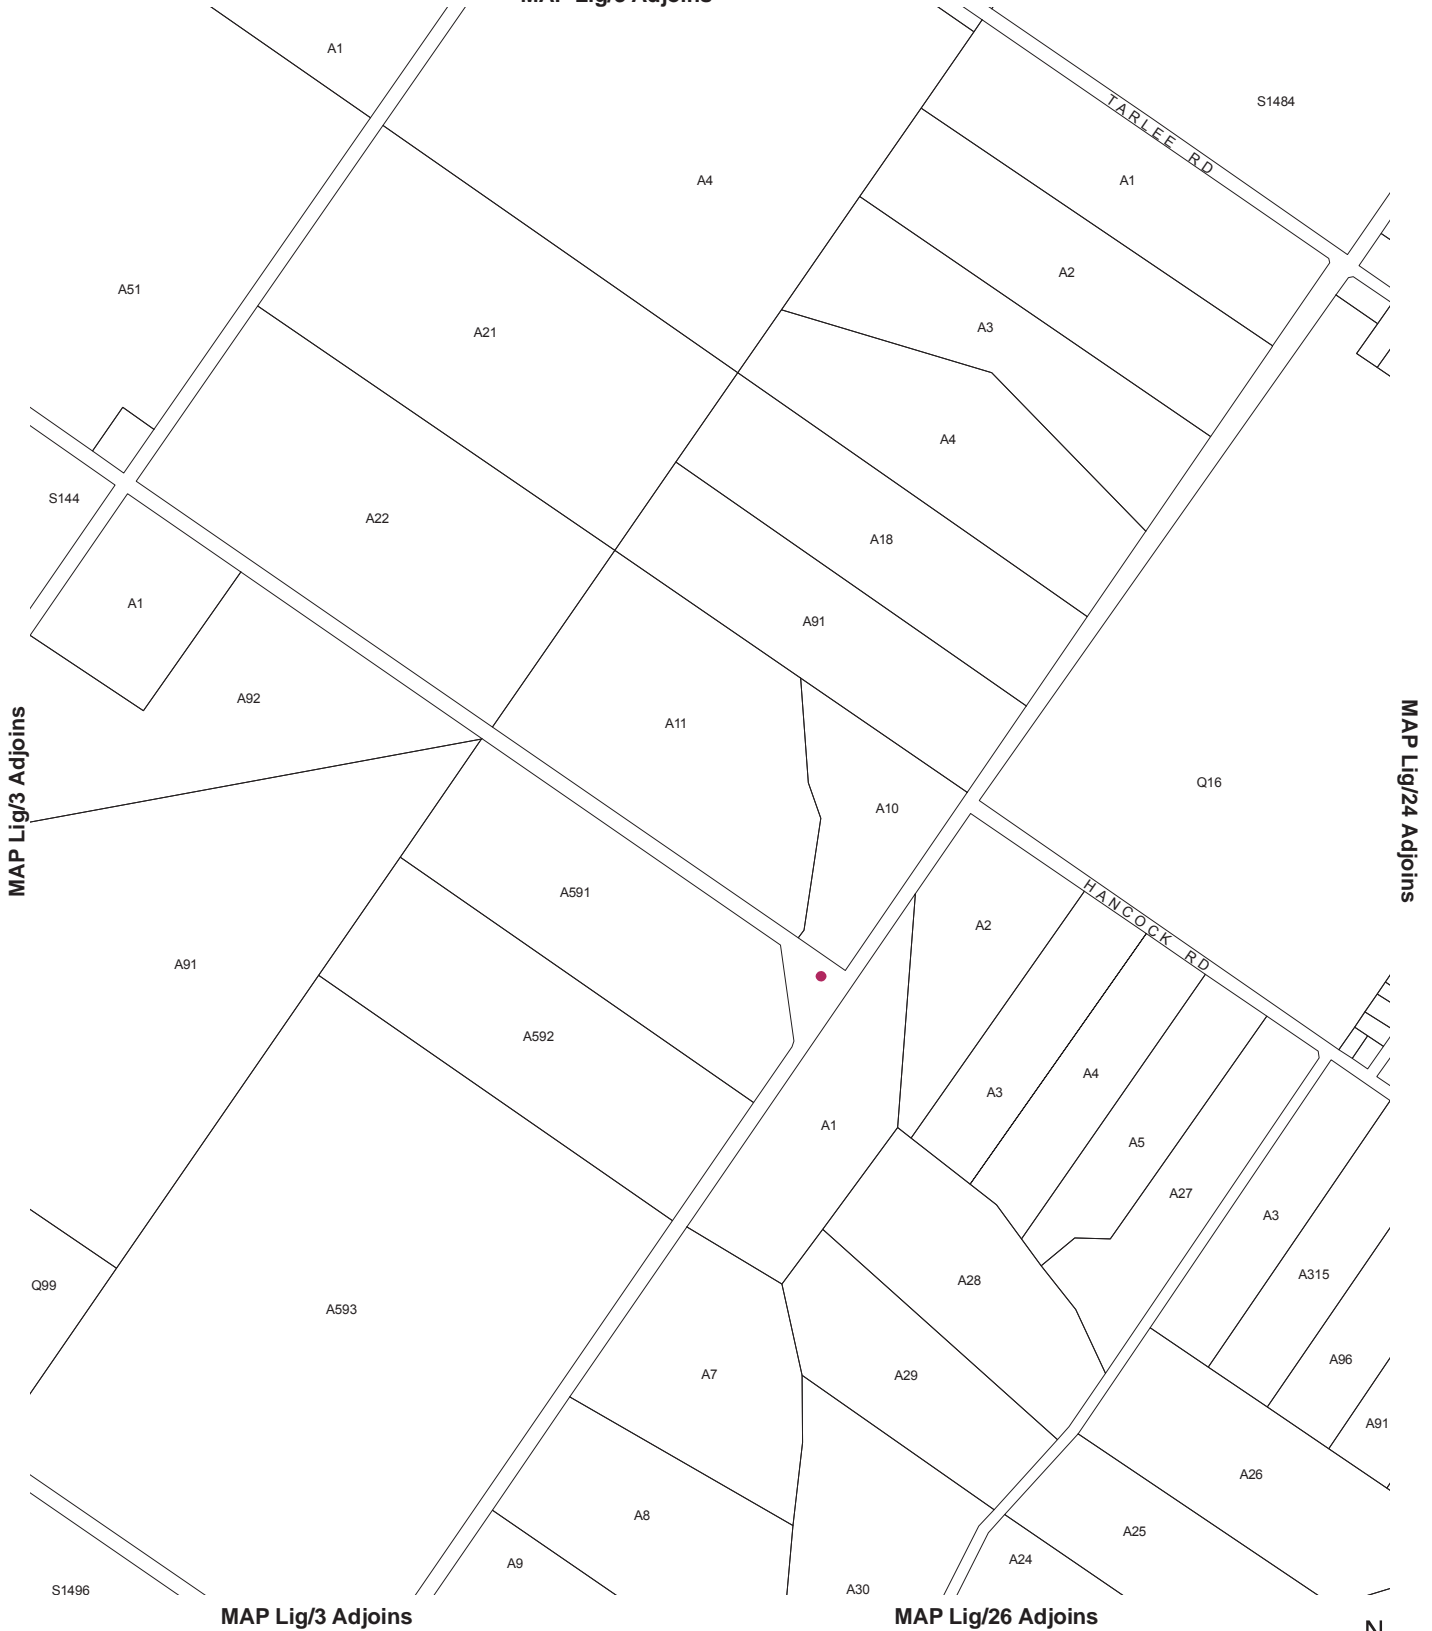 MAP Lig/3 Adjoins
A1
S1484
TARLEE RD
A4
A1
A2
A51
A3
A21
A4
S144
A22
A18
A1
A91
A92
A11
MAP Lig/3 Adjoins
MAP Lig/24 Adjoins
Q16
A10
A591
A2
HANCOCK RD
A91
A592
A4
A3
A1
A5
A27
A3
A315
A28
Q99
A593
A96
A7
A29
A91
A26
A8
A25
A9
A24
S1496
A30
MAP Lig/3 Adjoins
MAP Lig/26 Adjoins
N